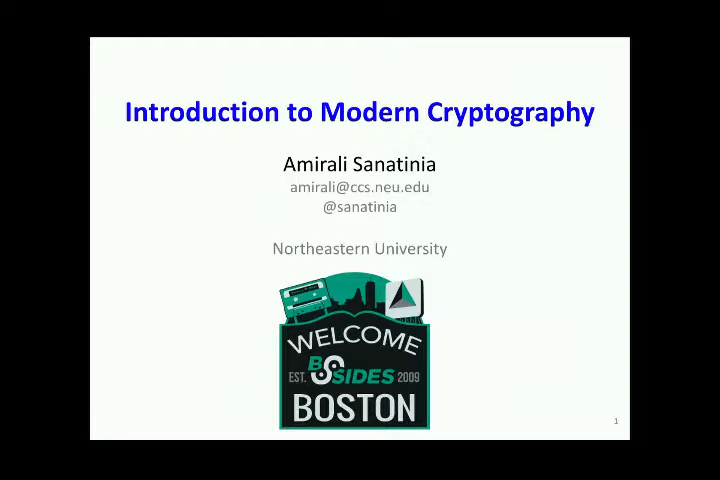 Introduction to Modern Cryptography
Amirali Sanatinia
amirali@ccs.neu.edu
@sanatinia
Northeastern University
WELCOME
BSIDES
EST. 2009
BOSTON
1